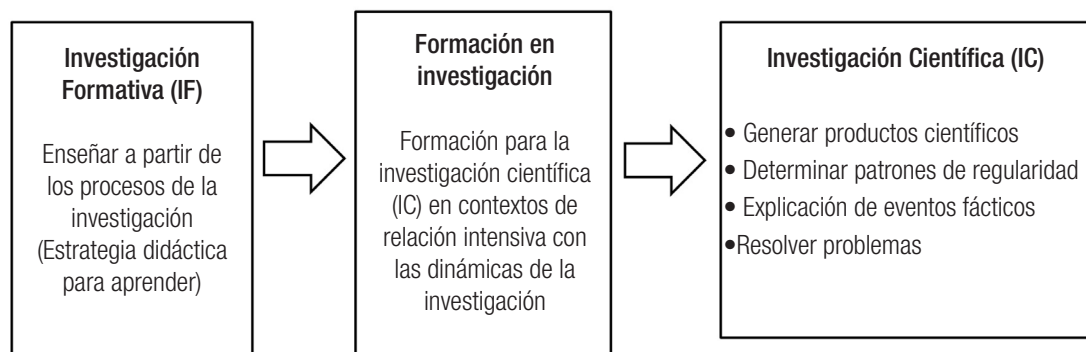 Investigación
Formativa (IF)
Enseñar a partir de
los procesos de la
investigación
(Estrategia didáctica
para aprender)
Formación en
investigación
Formación para la
investigación científica
(IC) en contextos de
relación intensiva con
las dinámicas de la
investigación
Investigación Científica (IC)
• Generar productos científicos
• Determinar patrones de regularidad
• Explicación de eventos fácticos
•Resolver problemas